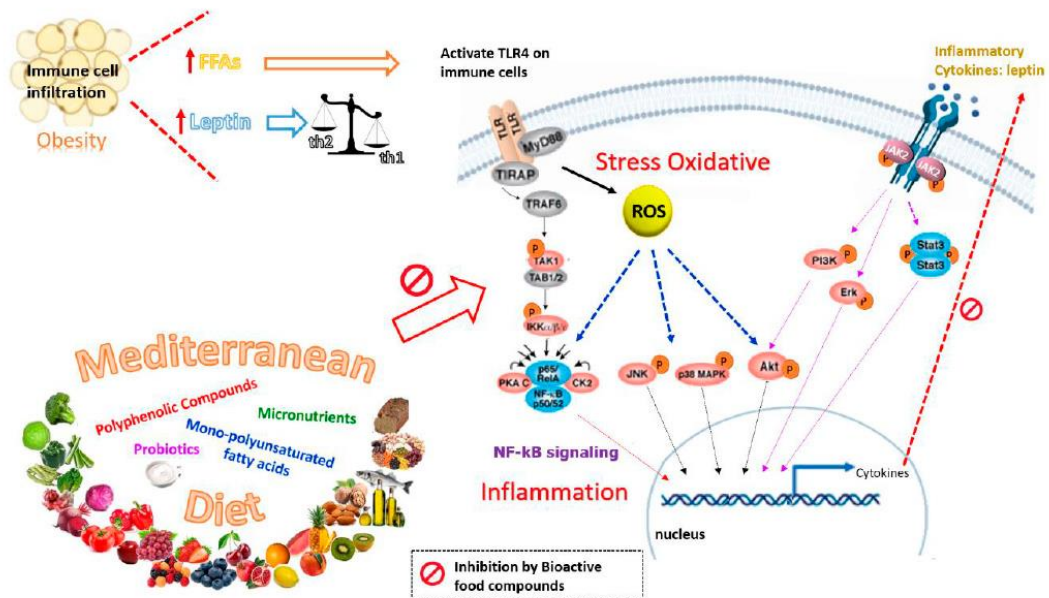 Immune cell
infiltration
Obesity
FFAs
Leptin
th2
th1
Activate TLR4 on
immune cells
Inflammatory
Cytokines: leptin
TLR
TLR
MyD88
TIRAP
Stress Oxidative
JAK2
JAK2
P
P
TRAF6
ROS
P
TAK1
TAB1/2
PI3K
P
Stat3
Stat3
P
P
Erk
P
P
IKKα/β/γ
p65/
RelA
PKA C
CK2
NF-κB
p50/52
JNK
P
p38 MAPK
P
Akt
P
NF-kB signaling
Inflammation
Cytokines
nucleus
Mediterranean
Polyphenolic Compounds
Micronutrients
Probiotics
Mono-polyunsaturated
fatty acids
Diet
Inhibition by Bioactive
food compounds